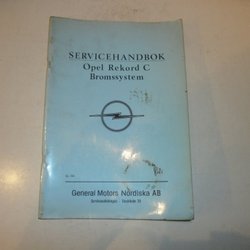 SERVICEHANDBOK
Opel Rekord C
Bromssystem
General Motors Nordiska AB